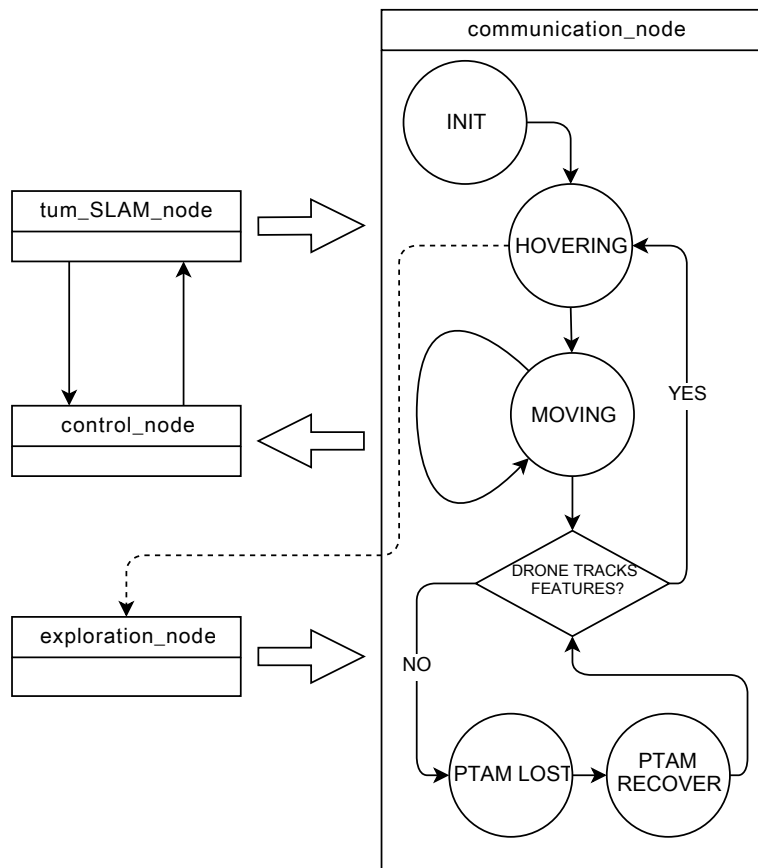 communication_node
INIT
tum_SLAM_node
HOVERING
YES
control_node
MOVING
DRONE TRACKS
FEATURES?
exploration_node
NO
PTAM LOST
PTAM
RECOVER